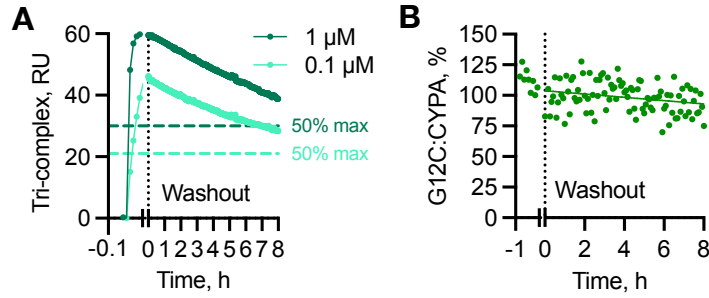 A
Tri-complex, RU
60
40
20
0
1 µM
0.1 µM
50% max
50% max
Washout
-0.1 0 1 2 3 4 5 6 7 8
Time, h
B
G12C:CYPA, %
150
125
100
75
50
25
0
Washout
-1 0 2 4 6 8
Time, h